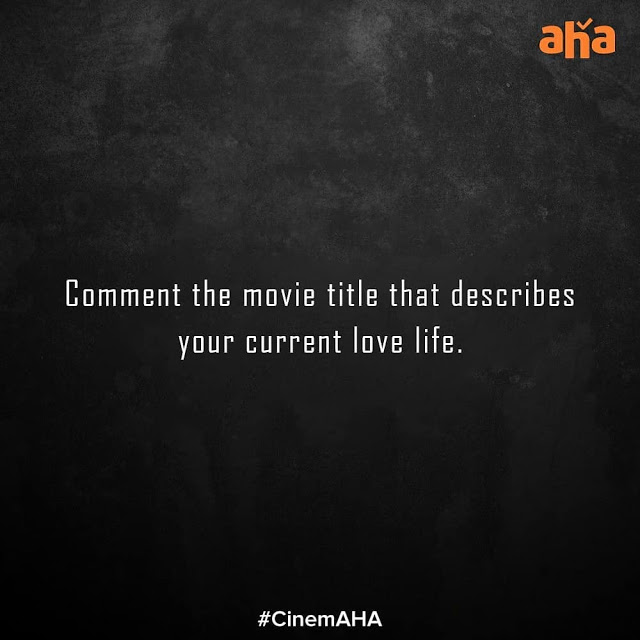 aha
Comment the movie title that describes
your current love life.
#CinemAHA